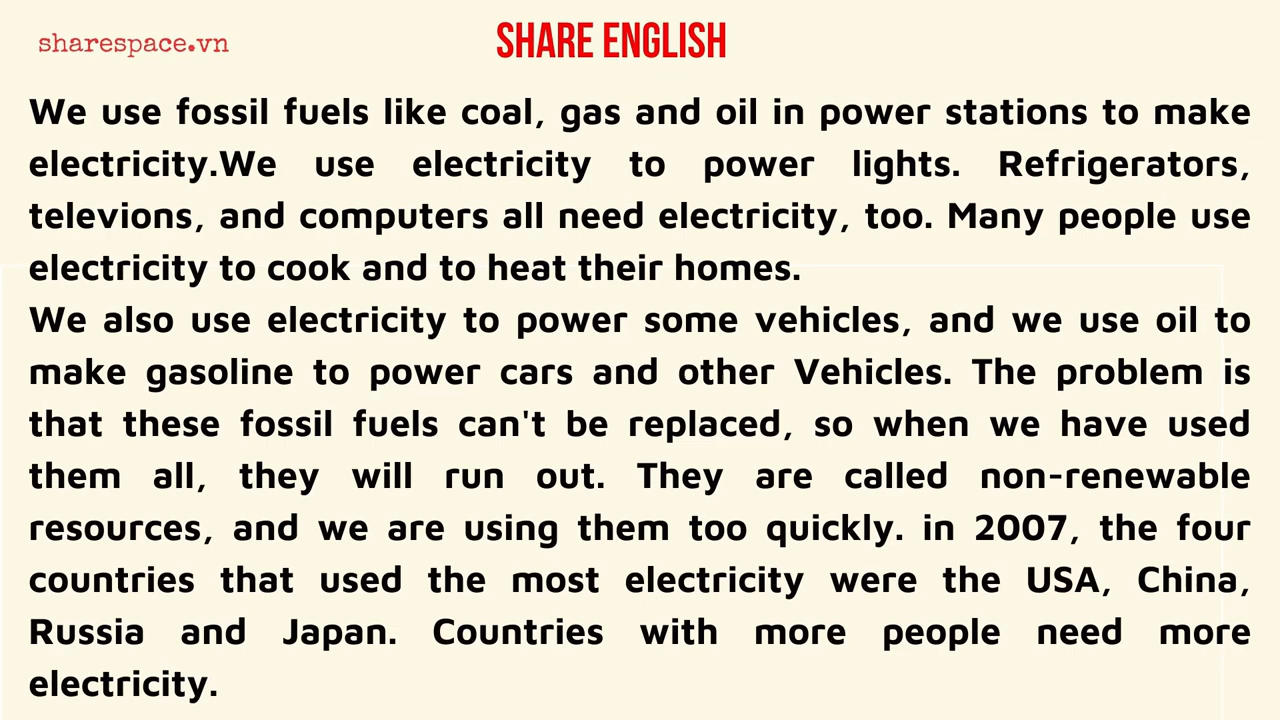 sharespace.vn
SHARE ENGLISH
We use fossil fuels like coal, gas and oil in power stations to make
electricity.We use electricity to power lights. Refrigerators,
televions, and computers all need electricity, too. Many people use
electricity to cook and to heat their homes.
We also use electricity to power some vehicles, and we use oil to
make gasoline to power cars and other Vehicles. The problem is
that these fossil fuels can't be replaced, so when we have used
them all, they will run out. They are called non-renewable
resources, and we are using them too quickly. in 2007, the four
countries that used the most electricity were the USA, China,
Russia and Japan. Countries with more people need more
electricity.